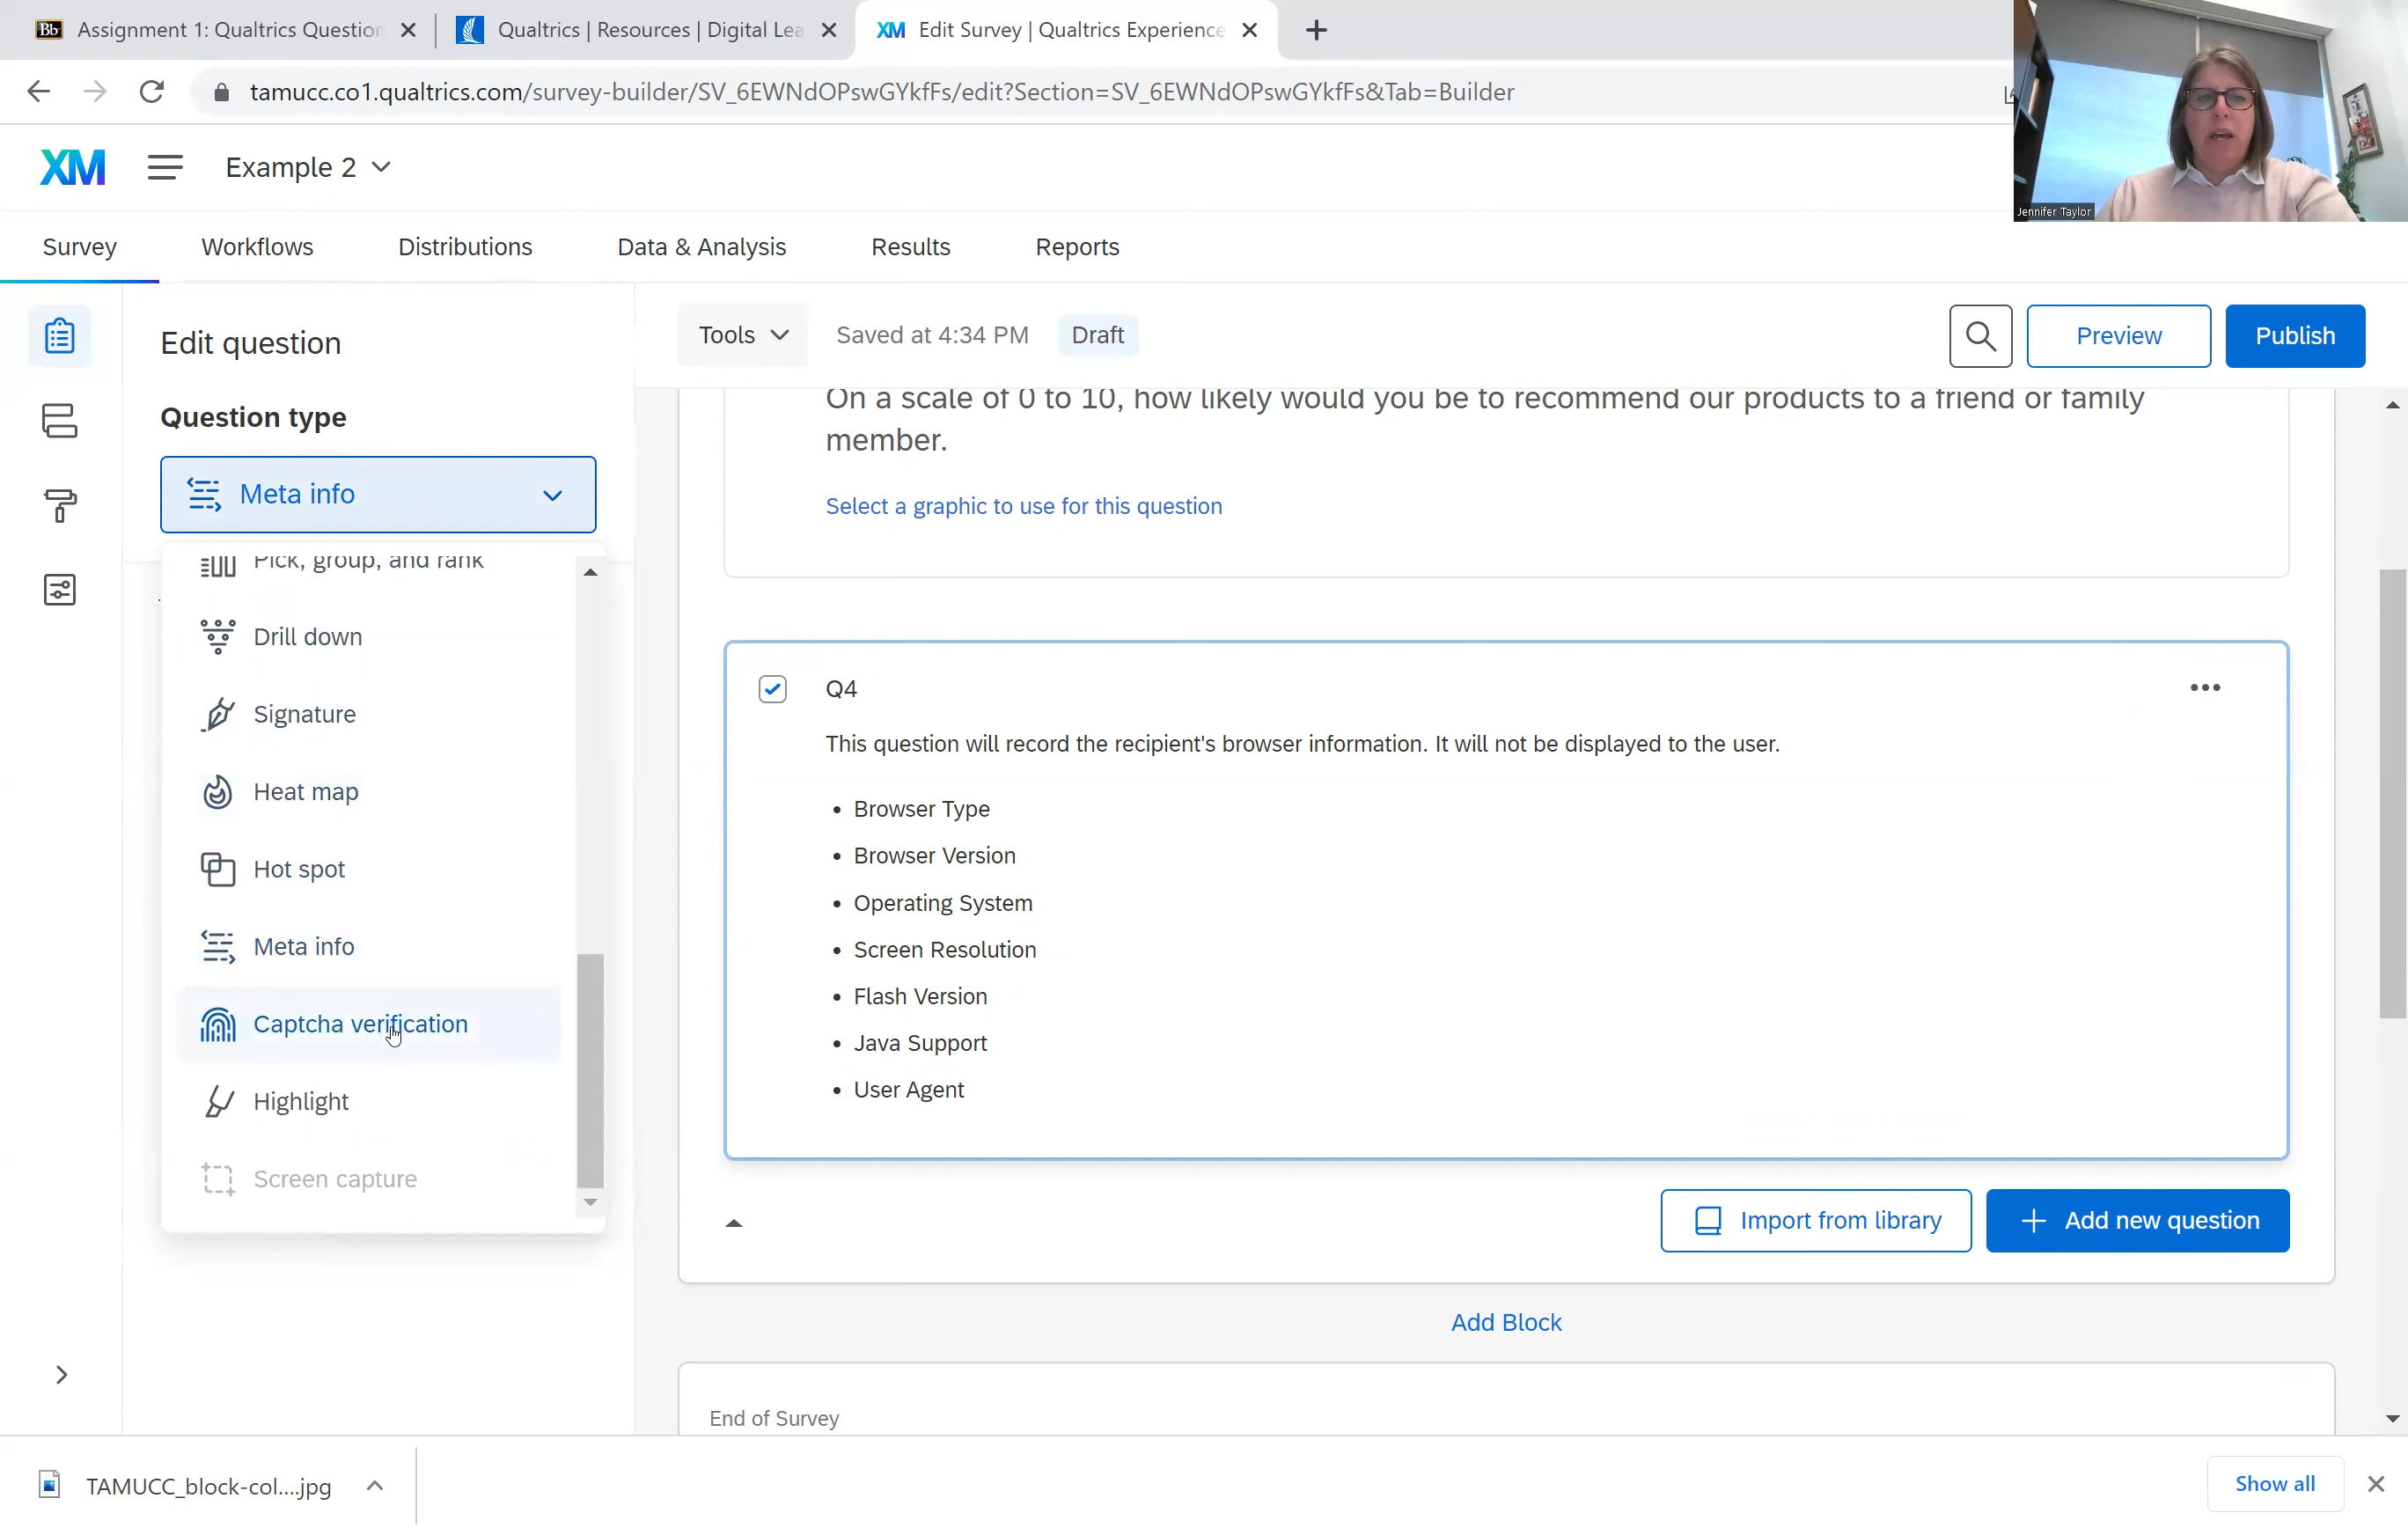 Bb Assignment 1: Qualtrics Question
Qualtrics | Resources | Digital Lea
XM Edit Survey | Qualtrics Experience
tamucc.co1.qualtrics.com/survey-builder/SV_6EWNdOPswGYkfFs/edit?Section=SV_6EWNdOPswGYkfFs&Tab=Builder
Jennifer Taylor
XM Example 2
Survey Workflows Distributions Data & Analysis Results Reports
Edit question
Question type
Meta info
Pick, group, and rank
Drill down
Signature
Heat map
Hot spot
Meta info
Captcha verification
Highlight
Screen capture
Tools Saved at 4:34 PM Draft Preview Publish
On a scale of 0 to 10, how likely would you be to recommend our products to a friend or family
member.
Select a graphic to use for this question
Q4
This question will record the recipient's browser information. It will not be displayed to the user.
• Browser Type
• Browser Version
• Operating System
• Screen Resolution
• Flash Version
• Java Support
• User Agent
Import from library + Add new question
Add Block
End of Survey
TAMUCC_block-col....jpg
Show all